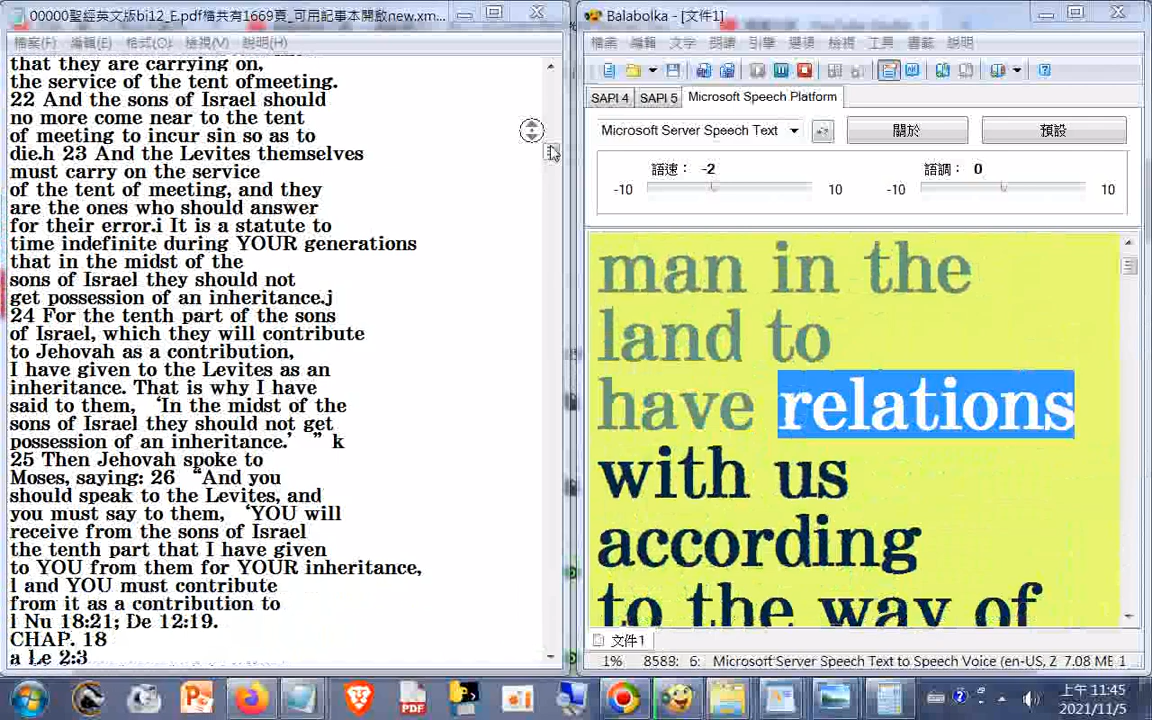 00000聖經英文版bi12_E.pdf檔共有1669頁_可用記事本開啟new.xm...
檔案(F) 編輯(E) 格式(O) 檢視(V) 說明(H)
that they are carrying on,
the service of the tent ofmeeting.
22 And the sons of Israel should
no more come near to the tent
of meeting to incur sin so as to
die.h 23 And the Levites themselves
must carry on the service
of the tent of meeting, and they
are the ones who should answer
for their error.i It is a statute to
time indefinite during YOUR generations
that in the midst of the
sons of Israel they should not
get possession of an inheritance.j
24 For the tenth part of the sons
of Israel, which they will contribute
to Jehovah as a contribution,
I have given to the Levites as an
inheritance. That is why I have
said to them, ‘In the midst of the
sons of Israel they should not get
possession of an inheritance.’ ” k
25 Then Jehovah spoke to
Moses, saying: 26 “And you
should speak to the Levites, and
you must say to them, ‘YOU will
receive from the sons of Israel
the tenth part that I have given
to YOU from them for YOUR inheritance,
l and YOU must contribute
from it as a contribution to
l Nu 18:21; De 12:19.
CHAP. 18
a Le 2:3
Balabolka - [文件1]
檔案 編輯 文字 朗讀 引擎 選項 檢視 工具 書籤 說明
SAPI 4 SAPI 5 Microsoft Speech Platform
Microsoft Server Speech Text 關於 預設
語速： -2 語調： 0
-10 10 -10 10
man in the
land to
have relations
with us
according
to the way of
文件1
1% 8583: 6: Microsoft Server Speech Text to Speech Voice (en-US, Z 7.08 MB 1
PDF
上午 11:45
2021/11/5